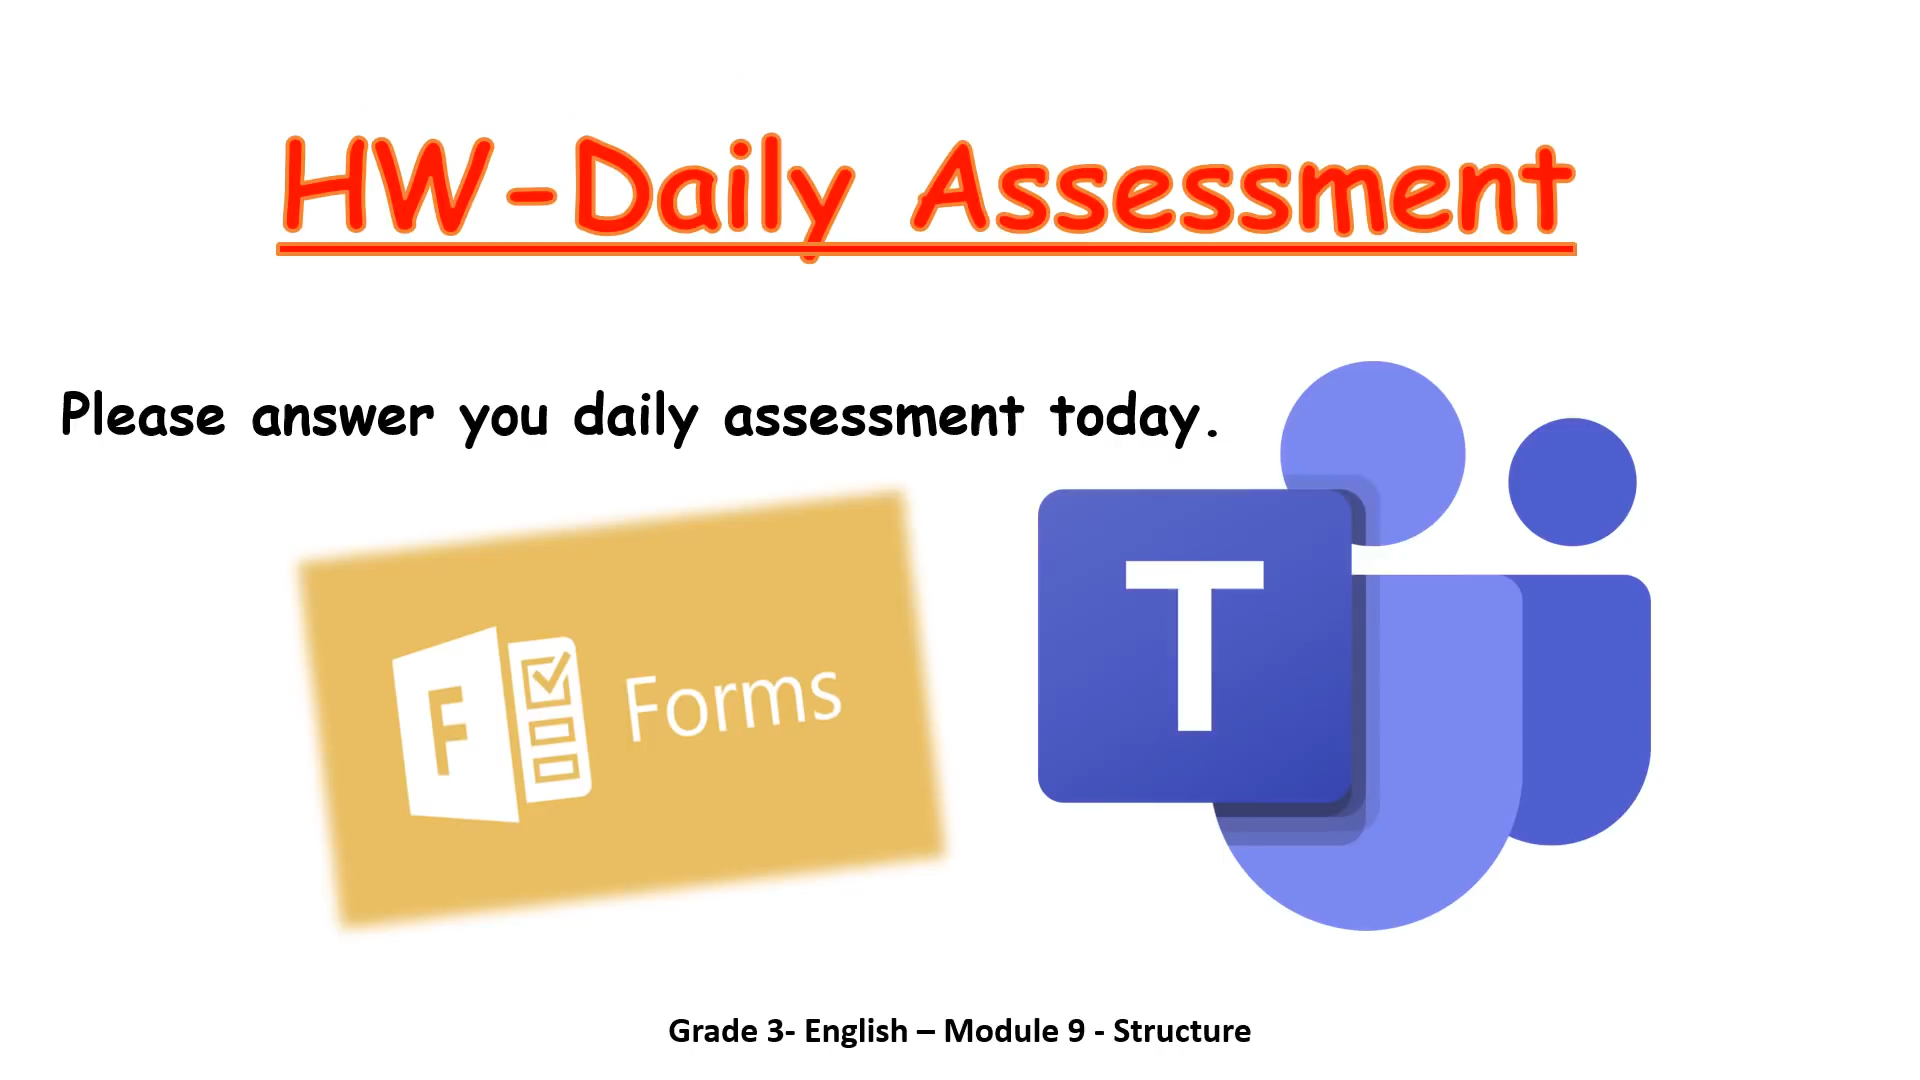 HW-Daily Assessment
Please answer you daily assessment today.
F Forms
T
Grade 3- English – Module 9 - Structure